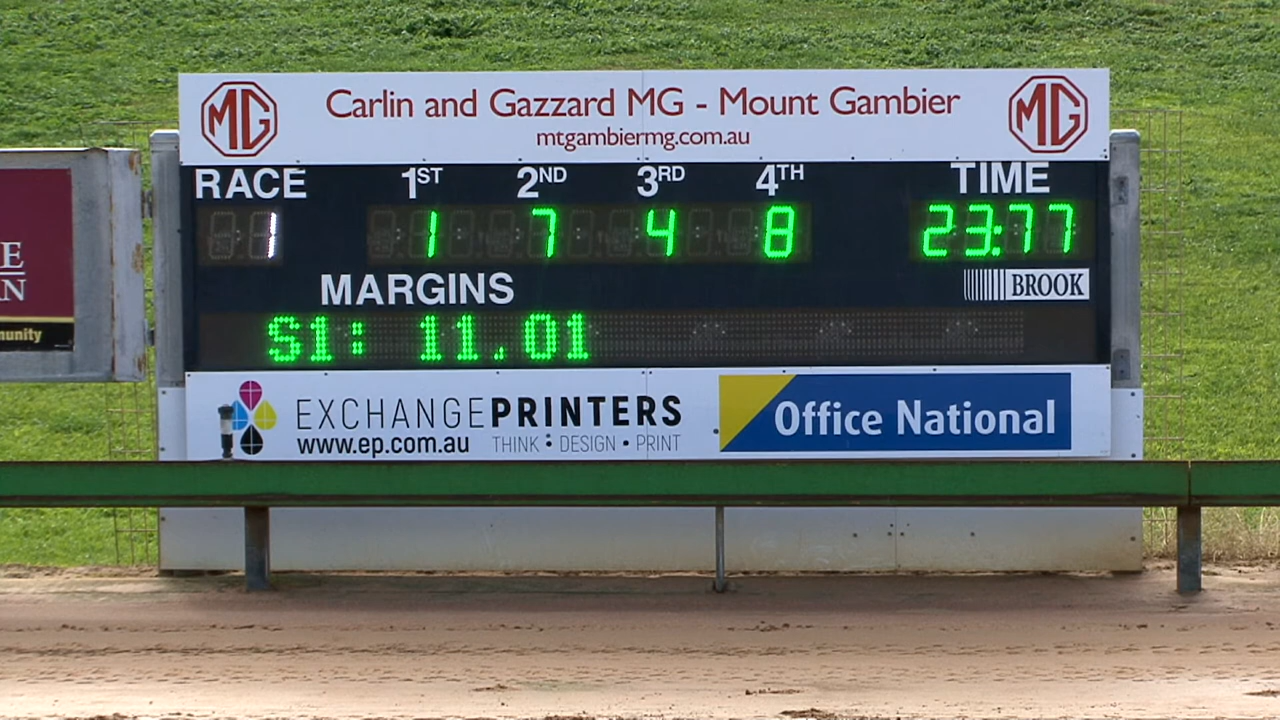 MG Carlin and Gazzard MG - Mount Gambier MG
mtgambiermg.com.au
RACE 1ST 2ND 3RD 4TH TIME
1 1 7 4 8 23:77
MARGINS BROOK
S1: 11.01
EXCHANGEPRINTERS
www.ep.com.au THINK : DESIGN • PRINT
Office National
E
N
munity